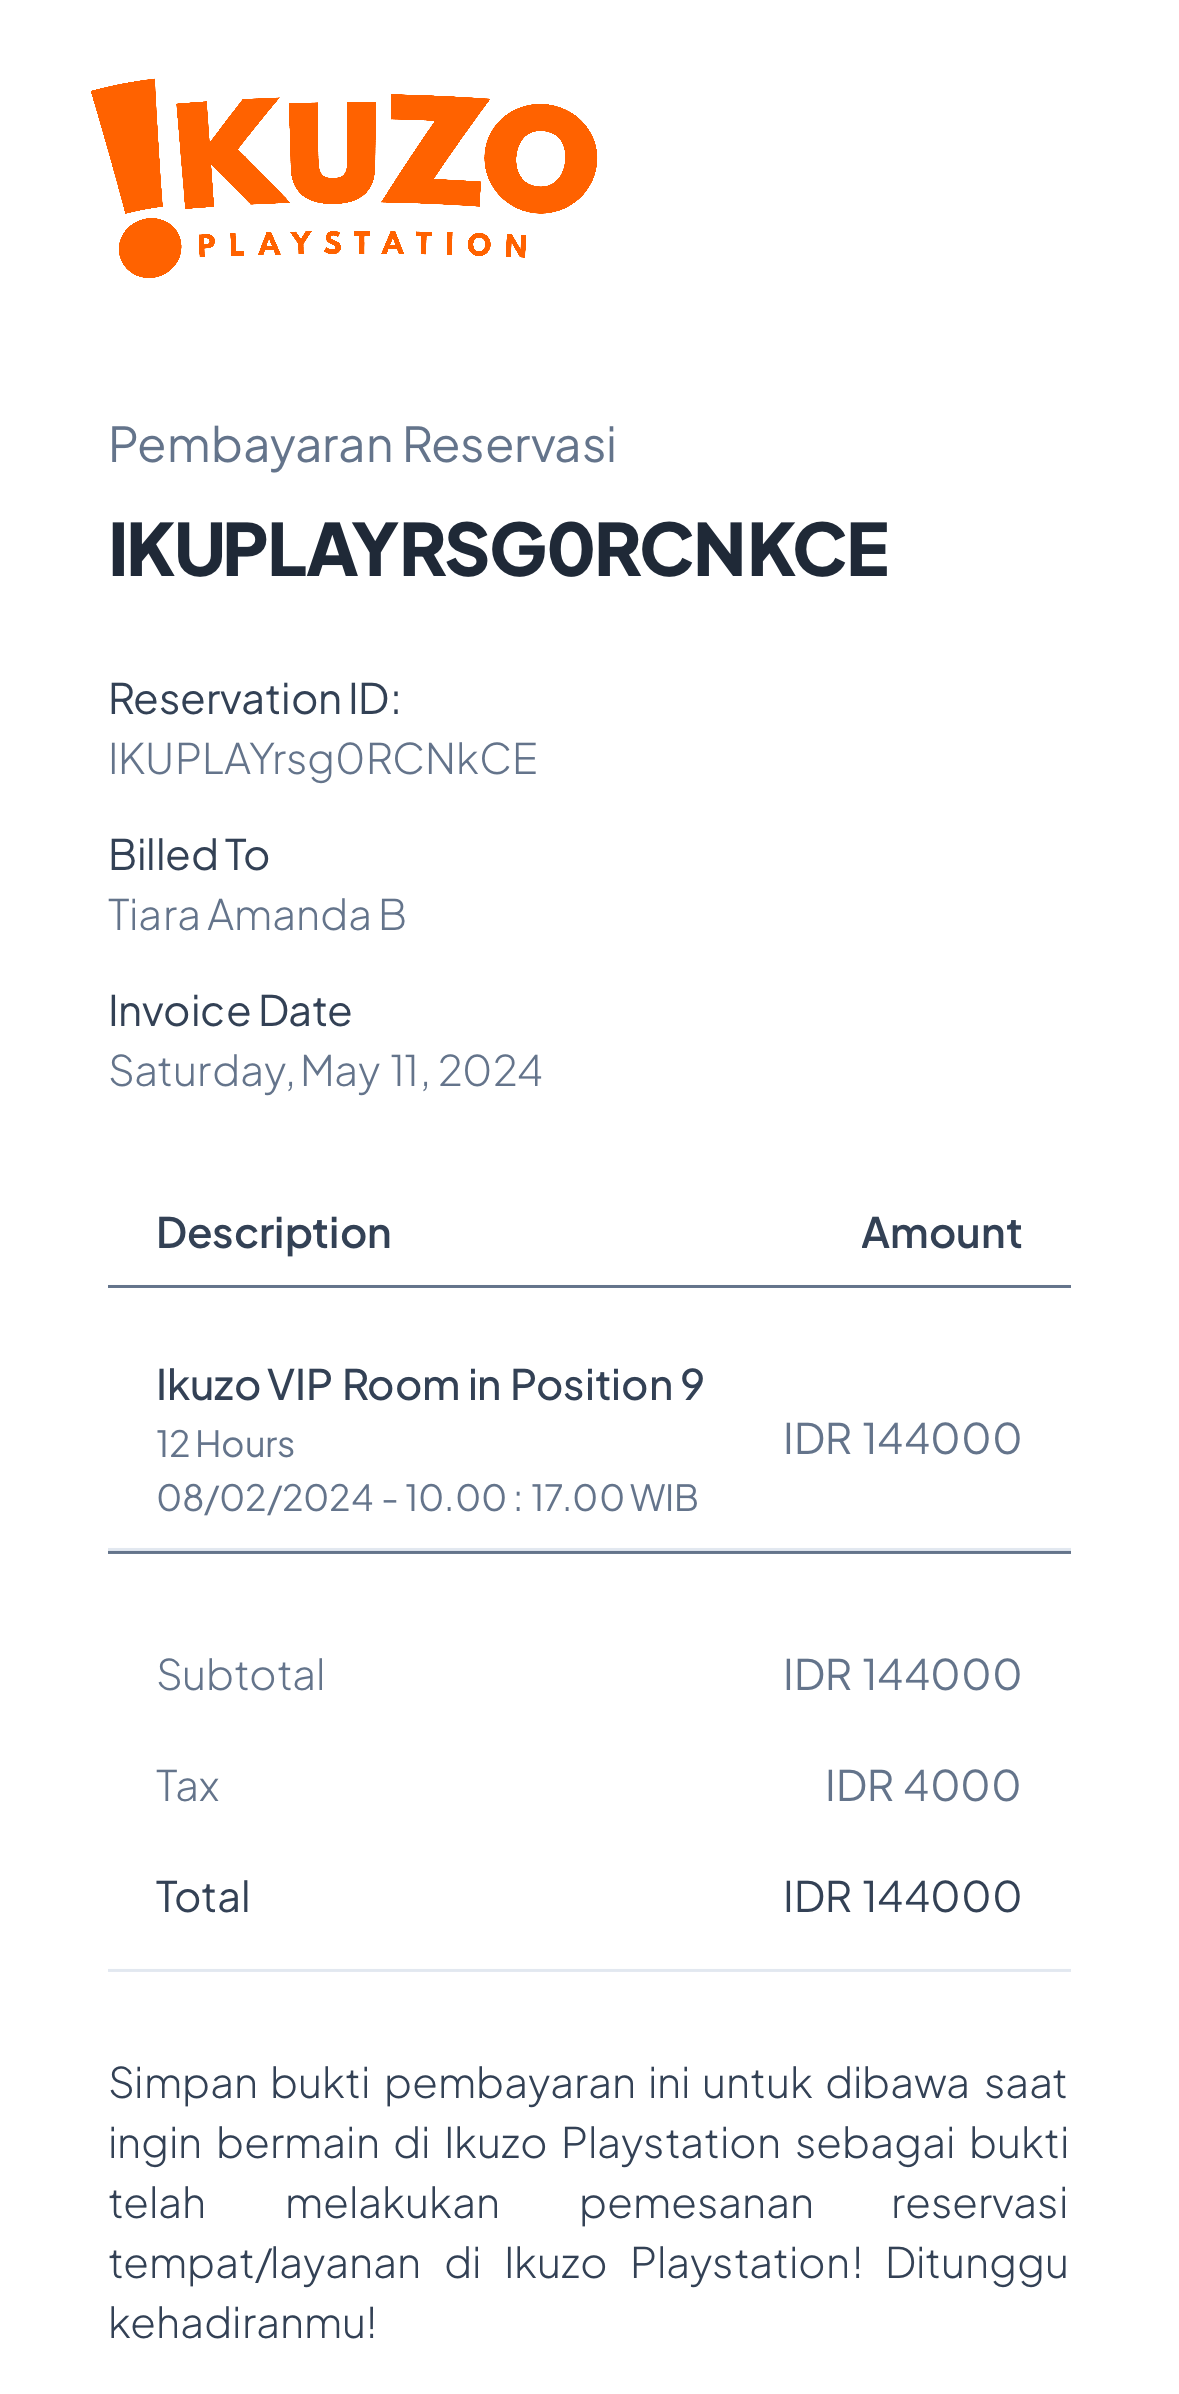 !KUZO
PLAYSTATION
Pembayaran Reservasi
IKUPLAYRSG0RCNKCE
Reservation ID:
IKUPLAYrsg0RCNkCE
Billed To
Tiara Amanda B
Invoice Date
Saturday, May 11, 2024
Description Amount
Ikuzo VIP Room in Position 9
12 Hours
IDR 144000
08/02/2024 - 10.00 : 17.00 WIB
Subtotal IDR 144000
Tax IDR 4000
Total IDR 144000
Simpan bukti pembayaran ini untuk dibawa saat
ingin bermain di Ikuzo Playstation sebagai bukti
telah melakukan pemesanan reservasi
tempat/layanan di Ikuzo Playstation! Ditunggu
kehadiranmu!